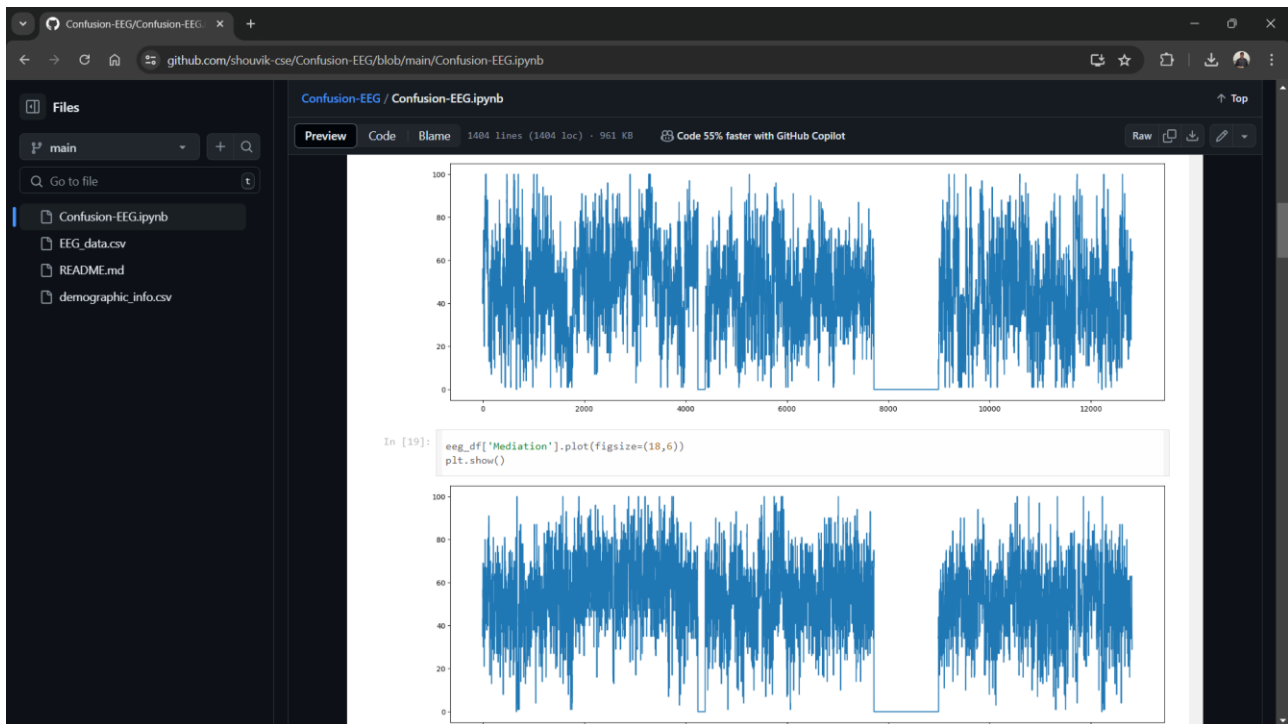 Confusion-EEG/Confusion-EEG.
github.com/shouvik-cse/Confusion-EEG/blob/main/Confusion-EEG.ipynb
Files
main
Go to file
t
Confusion-EEG.ipynb
EEG_data.csv
README.md
demographic_info.csv
Confusion-EEG / Confusion-EEG.ipynb
Top
Preview Code Blame 1404 lines (1404 loc) · 961 KB Code 55% faster with GitHub Copilot Raw
100
80
60
40
20
0
0 2000 4000 6000 8000 10000 12000
In [19]:
eeg_df['Mediation'].plot(figsize=(18,6))
plt.show()
100
80
60
40
20
0